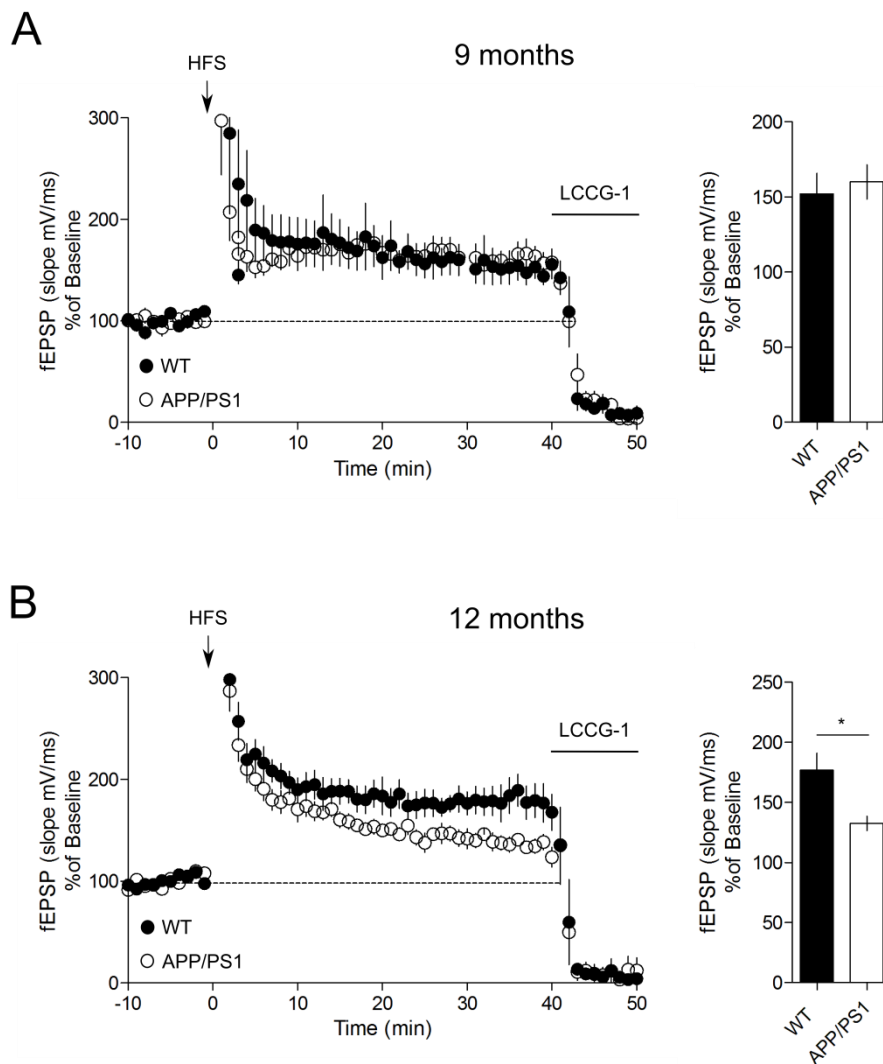 A
9 months
HFS
fEPSP (slope mV/ms)
%of Baseline
300
200
100
0
LCCG-1
WT
APP/PS1
-10 0 10 20 30 40 50
Time (min)
fEPSP (slope mV/ms)
%of Baseline
200
150
100
50
0
WT
APP/PS1
B
12 months
HFS
fEPSP (slope mV/ms)
%of Baseline
300
200
100
0
LCCG-1
WT
APP/PS1
-10 0 10 20 30 40 50
Time (min)
fEPSP (slope mV/ms)
%of Baseline
250
200
150
100
50
0
*
WT
APP/PS1